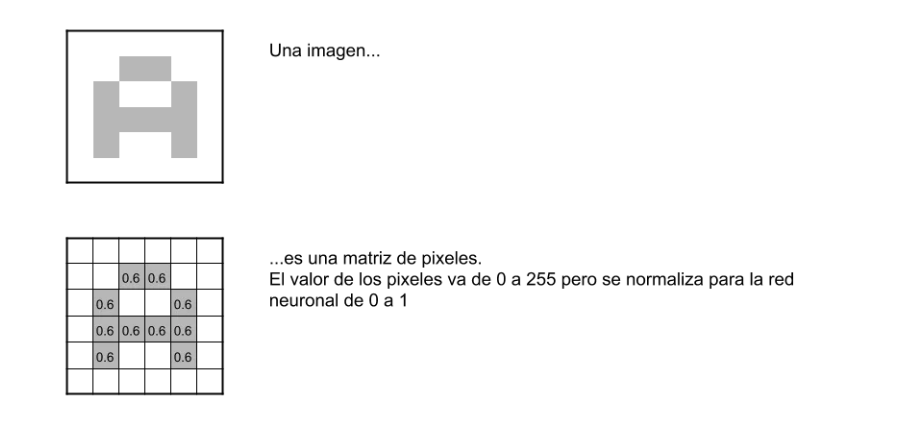 Una imagen...
...es una matriz de pixeles.
El valor de los pixeles va de 0 a 255 pero se normaliza para la red
neuronal de 0 a 1
0.6 0.6
0.6 0.6
0.6 0.6 0.6 0.6
0.6 0.6